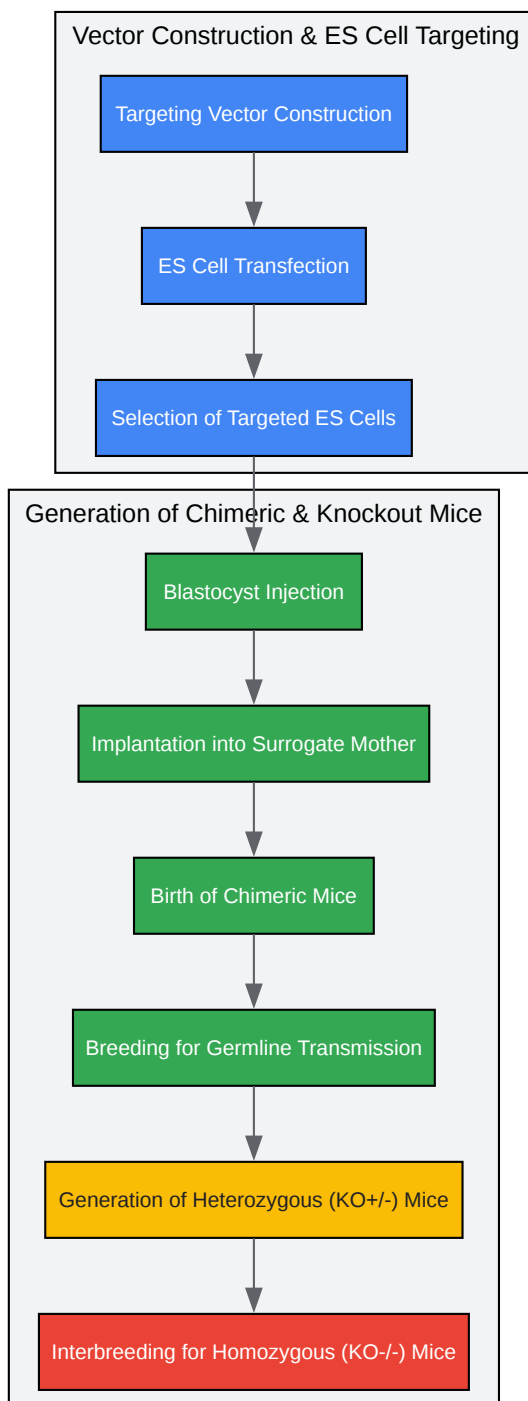 Vector Construction & ES Cell Targeting
Targeting Vector Construction
ES Cell Transfection
Selection of Targeted ES Cells
Generation of Chimeric & Knockout Mice
Blastocyst Injection
Implantation into Surrogate Mother
Birth of Chimeric Mice
Breeding for Germline Transmission
Generation of Heterozygous (KO+/-) Mice
Interbreeding for Homozygous (KO-/-) Mice